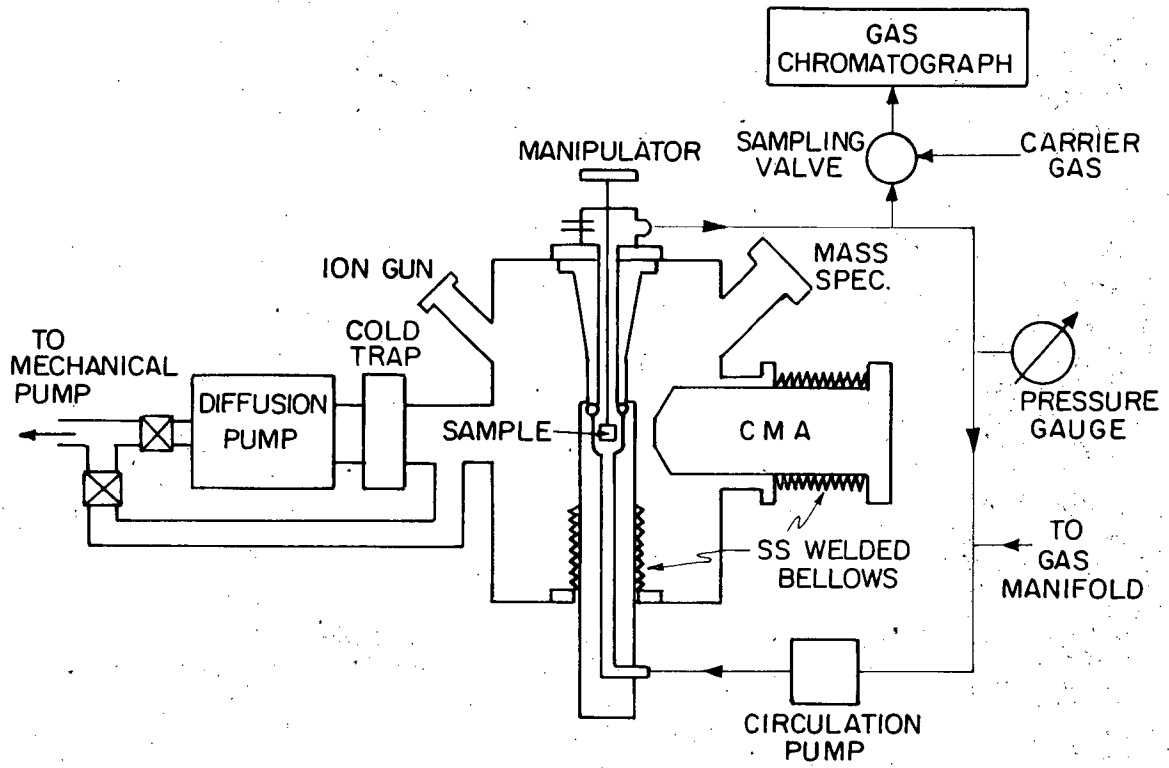 GAS
CHROMATOGRAPH
MANIPULATOR
SAMPLING
VALVE
CARRIER
GAS
ION GUN
MASS
SPEC.
TO
MECHANICAL
PUMP
COLD
TRAP
DIFFUSION
PUMP
SAMPLE
CMA
PRESSURE
GAUGE
SS WELDED
BELLOWS
TO
GAS
MANIFOLD
CIRCULATION
PUMP